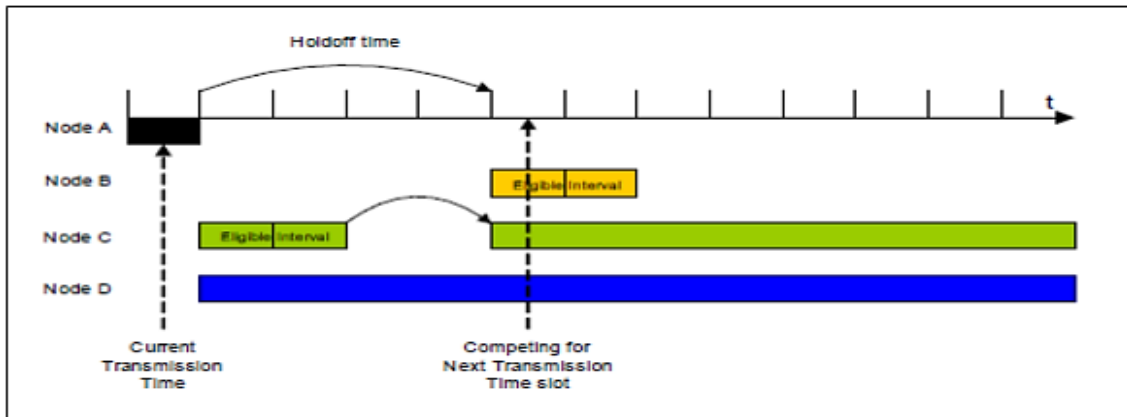 Holdoff time
t
Node A
Node B
Eligible Interval
Node C
Eligible Interval
Node D
Current
Transmission
Time
Competing for
Next Transmission
Time slot